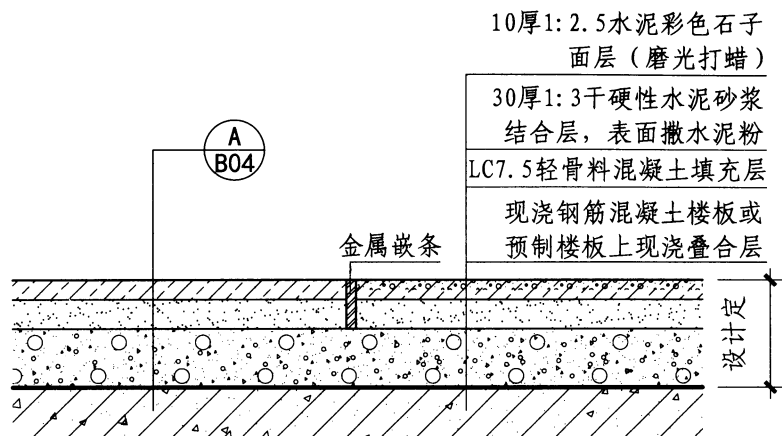 10厚1:2.5水泥彩色石子
面层（磨光打蜡）
30厚1:3干硬性水泥砂浆
结合层，表面撒水泥粉
LC7.5轻骨料混凝土填充层
现浇钢筋混凝土楼板或
预制楼板上现浇叠合层
A
B04
金属嵌条
设计定